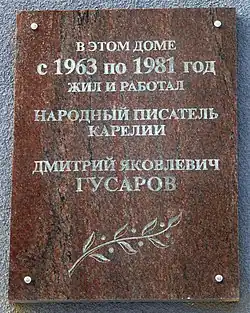 В ЭТОМ ДОМЕ
с 1963 по 1981 год
ЖИЛ И РАБОТАЛ
НАРОДНЫЙ ПИСАТЕЛЬ
КАРЕЛИИ
ДМИТРИЙ ЯКОВЛЕВИЧ
ГУСАРОВ